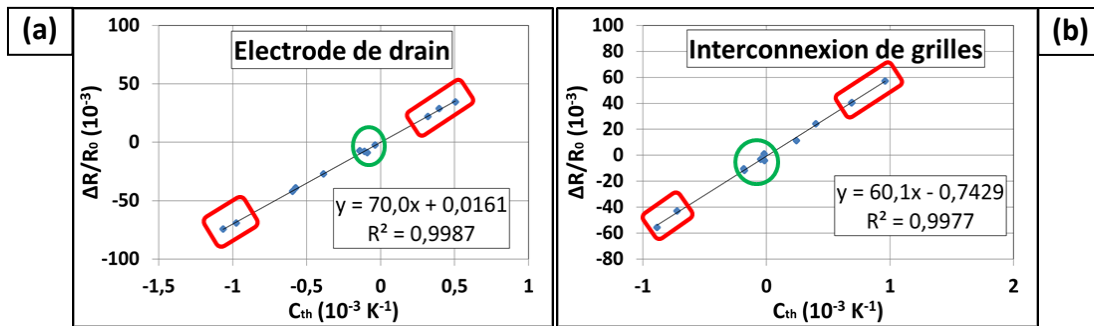 (a)
Electrode de drain
ΔR/R₀ (10⁻³)
100
50
0
-50
-100
y = 70,0x + 0,0161
R² = 0,9987
-1,5 -1 -0,5 0 0,5 1
Cₜₕ (10⁻³ K⁻¹)
(b)
Interconnexion de grilles
ΔR/R₀ (10⁻³)
100
80
60
40
20
0
-20
-40
-60
-80
y = 60,1x - 0,7429
R² = 0,9977
-1 0 1 2
Cₜₕ (10⁻³ K⁻¹)